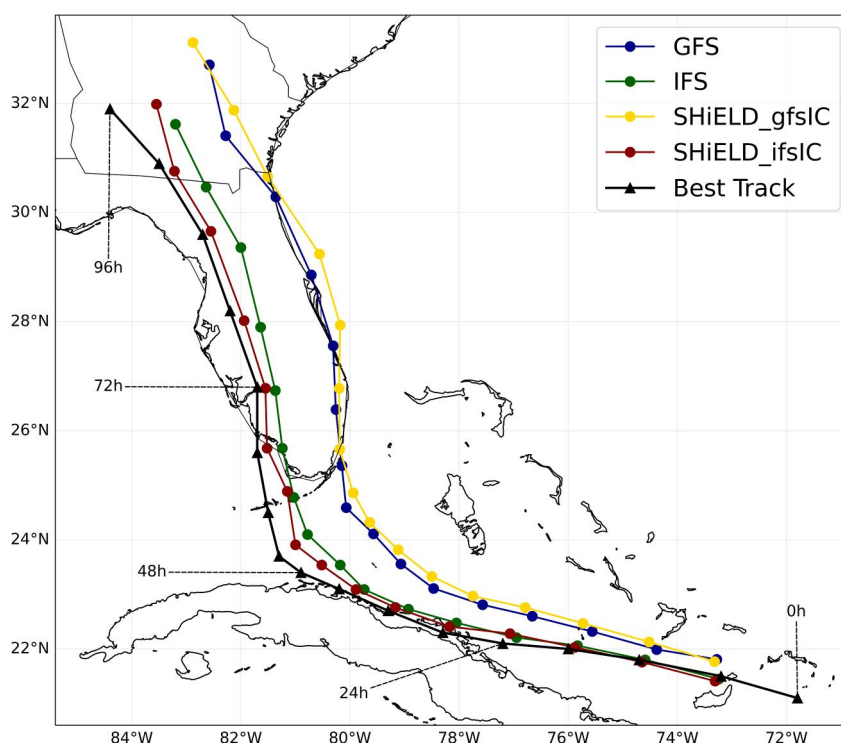 GFS
IFS
SHiELD_gfsIC
SHiELD_ifsIC
Best Track
32°N
30°N
28°N
26°N
24°N
22°N
96h
72h
48h
24h
0h
84°W
82°W
80°W
78°W
76°W
74°W
72°W